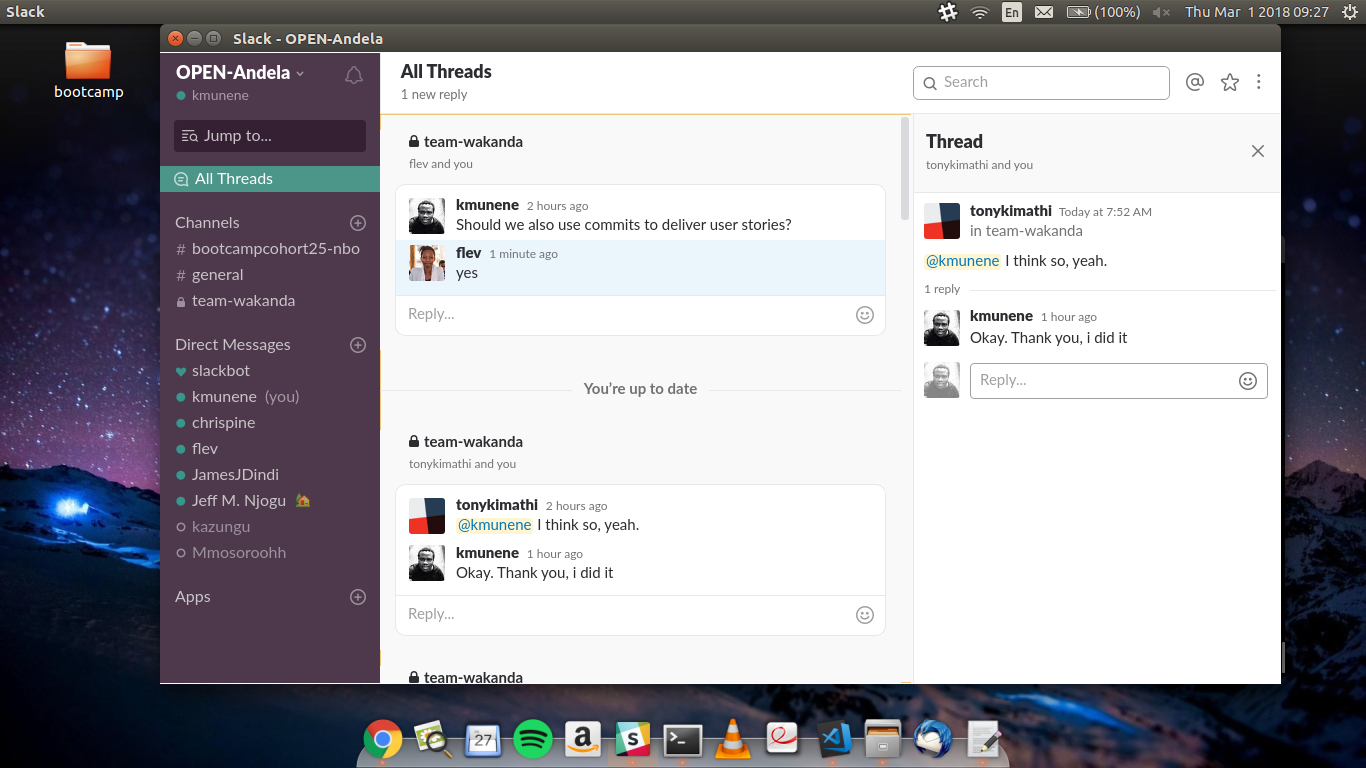 Slack
En
(100%)
Thu Mar 1 2018 09:27
bootcamp
Slack - OPEN-Andela
OPEN-Andela
kmunene
Jump to...
All Threads
Channels
# bootcampcohort25-nbo
# general
team-wakanda
Direct Messages
slackbot
kmunene (you)
chrispine
flev
JamesJDindi
Jeff M. Njogu
kazungu
Mmosoroohh
Apps
All Threads
1 new reply
Search
team-wakanda
flev and you
kmunene 2 hours ago
Should we also use commits to deliver user stories?
flev 1 minute ago
yes
Reply...
You're up to date
team-wakanda
tonykimathi and you
tonykimathi 2 hours ago
@kmunene I think so, yeah.
kmunene 1 hour ago
Okay. Thank you, i did it
Reply...
team-wakanda
Thread
tonykimathi and you
tonykimathi Today at 7:52 AM
in team-wakanda
@kmunene I think so, yeah.
1 reply
kmunene 1 hour ago
Okay. Thank you, i did it
Reply...
27